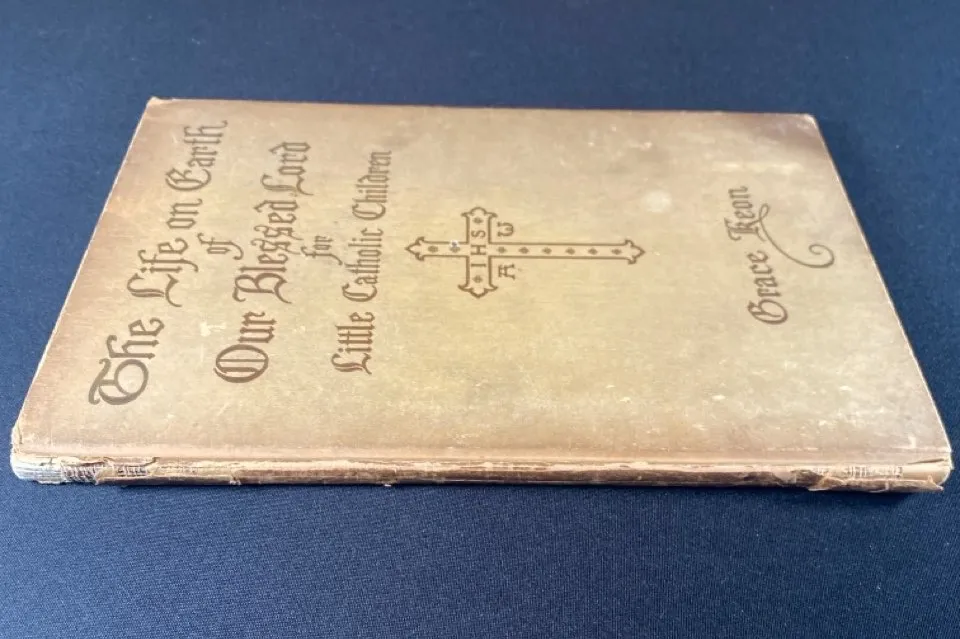 The Life on Earth
of
Our Blessed Lord
for
Little Catholic Children
IHS
A ω
Grace Keon